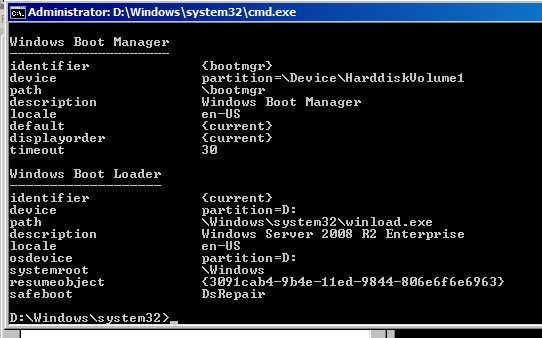 Administrator: D:\Windows\system32\cmd.exe
Windows Boot Manager
--------------------
identifier              {bootmgr}
device                  partition=\Device\HarddiskVolume1
path                    \bootmgr
description             Windows Boot Manager
locale                  en-US
default                 {current}
displayorder            {current}
timeout                 30
Windows Boot Loader
-------------------
identifier              {current}
device                  partition=D:
path                    \Windows\system32\winload.exe
description             Windows Server 2008 R2 Enterprise
locale                  en-US
osdevice                partition=D:
systemroot              \Windows
resumeobject            {3091cab4-9b4e-11ed-9844-806e6f6e6963}
safeboot                DsRepair
D:\Windows\system32>_